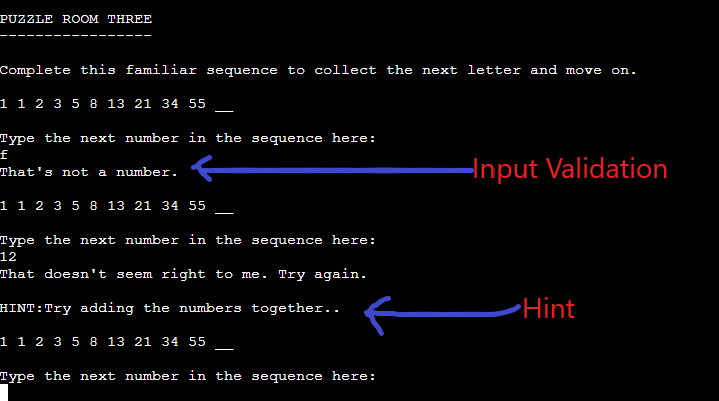 PUZZLE ROOM THREE
-----------------
Complete this familiar sequence to collect the next letter and move on.
1 1 2 3 5 8 13 21 34 55 __
Type the next number in the sequence here:
f
That's not a number.
Input Validation
1 1 2 3 5 8 13 21 34 55 __
Type the next number in the sequence here:
12
That doesn't seem right to me. Try again.
HINT:Try adding the numbers together..
Hint
1 1 2 3 5 8 13 21 34 55 __
Type the next number in the sequence here: